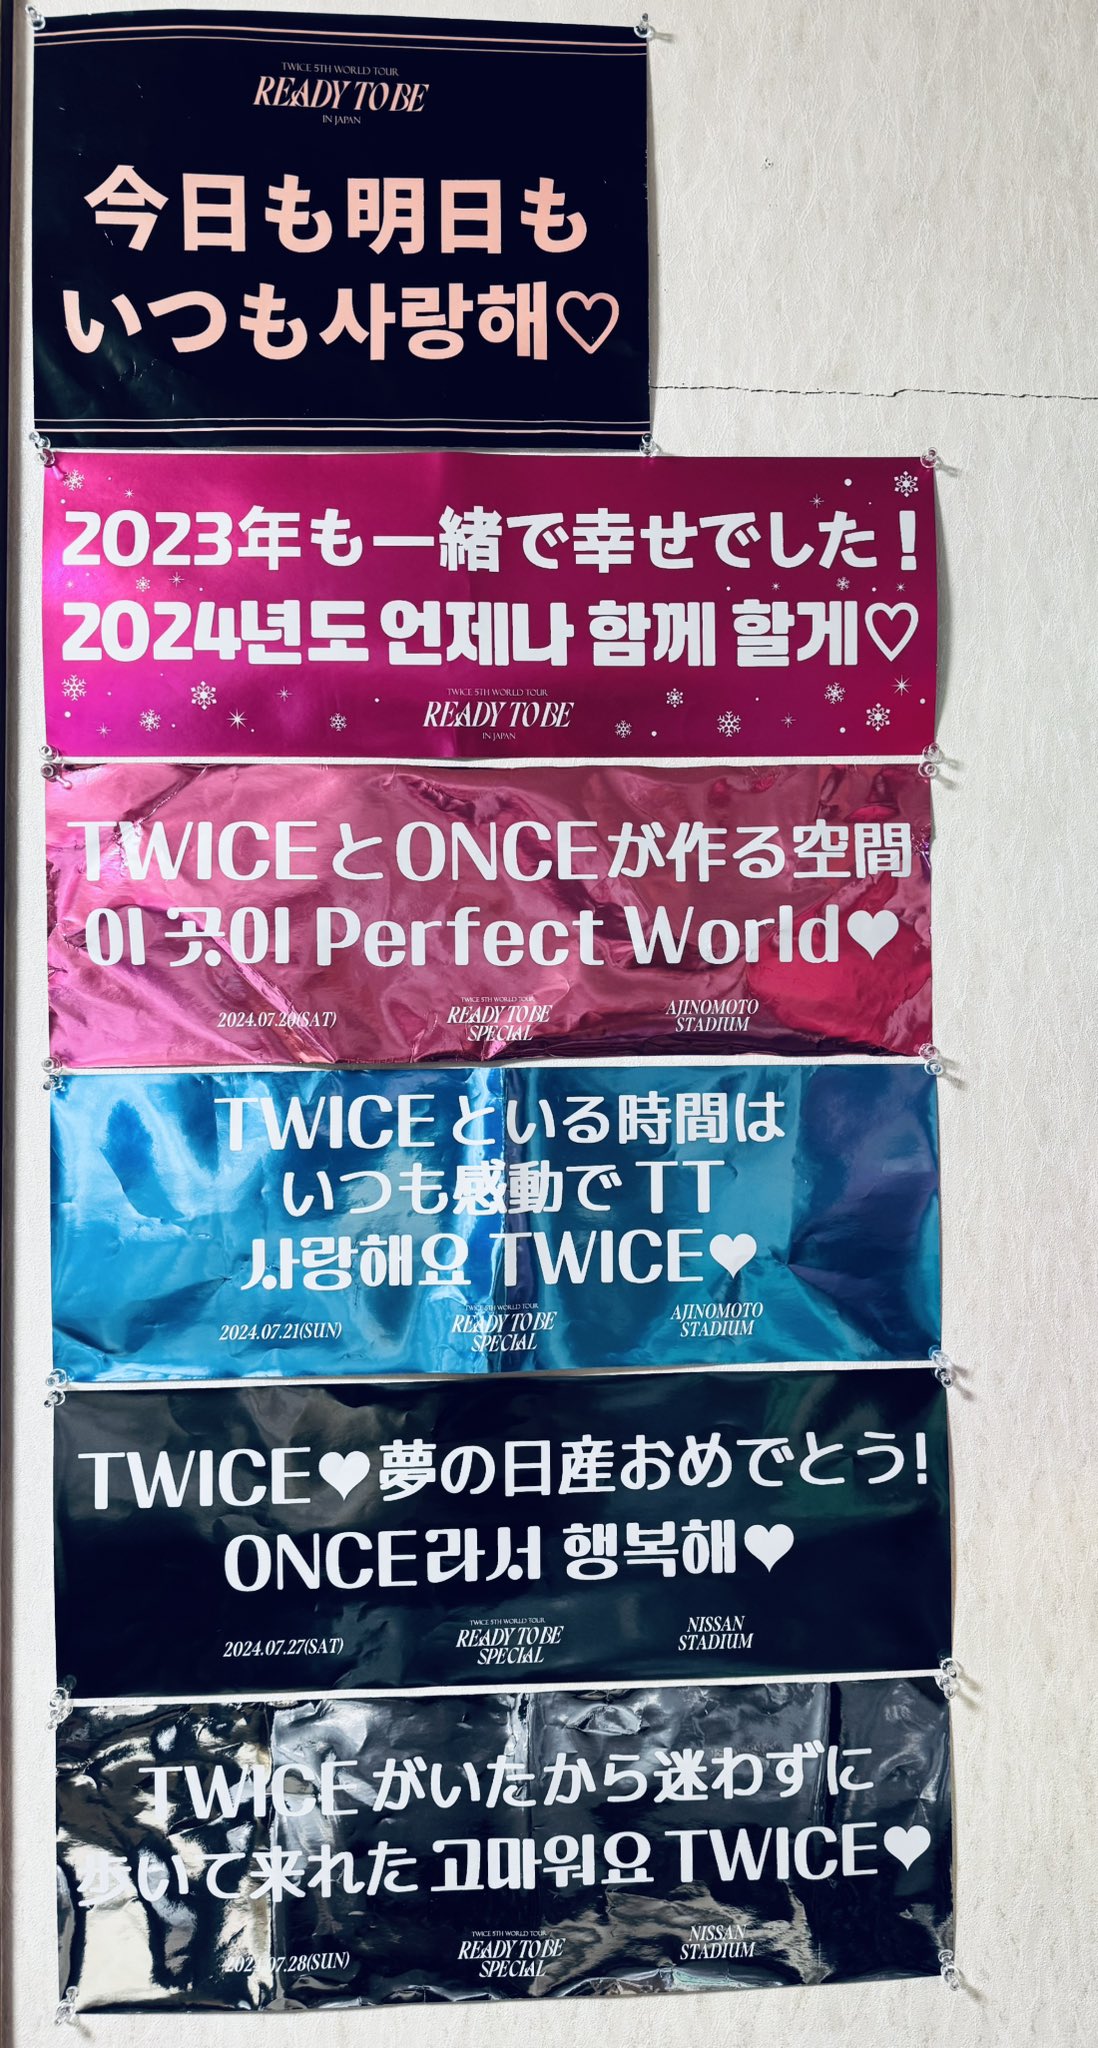 TWICE 5TH WORLD TOUR
READY TO BE
IN JAPAN
今日も明日も
いつも사랑해♡
2023年も一緒で幸せでした!
2024년도 언제나 함께 할게♡
TWICE 5TH WORLD TOUR
READY TO BE
IN JAPAN
TWICEとONCEが作る空間
이 곳이 Perfect World♥
2024.07.20(SAT)
TWICE 5TH WORLD TOUR
READY TO BE
SPECIAL
AJINOMOTO
STADIUM
TWICEといる時間は
いつも感動でTT
사랑해요 TWICE♥
2024.07.21(SUN)
TWICE 5TH WORLD TOUR
READY TO BE
SPECIAL
AJINOMOTO
STADIUM
TWICE♥夢の日産おめでとう!
ONCE라서 행복해♥
2024.07.27(SAT)
TWICE 5TH WORLD TOUR
READY TO BE
SPECIAL
NISSAN
STADIUM
TWICEがいたから迷わずに
歩いて来れた 고마워요 TWICE♥
2024.07.28(SUN)
TWICE 5TH WORLD TOUR
READY TO BE
SPECIAL
NISSAN
STADIUM